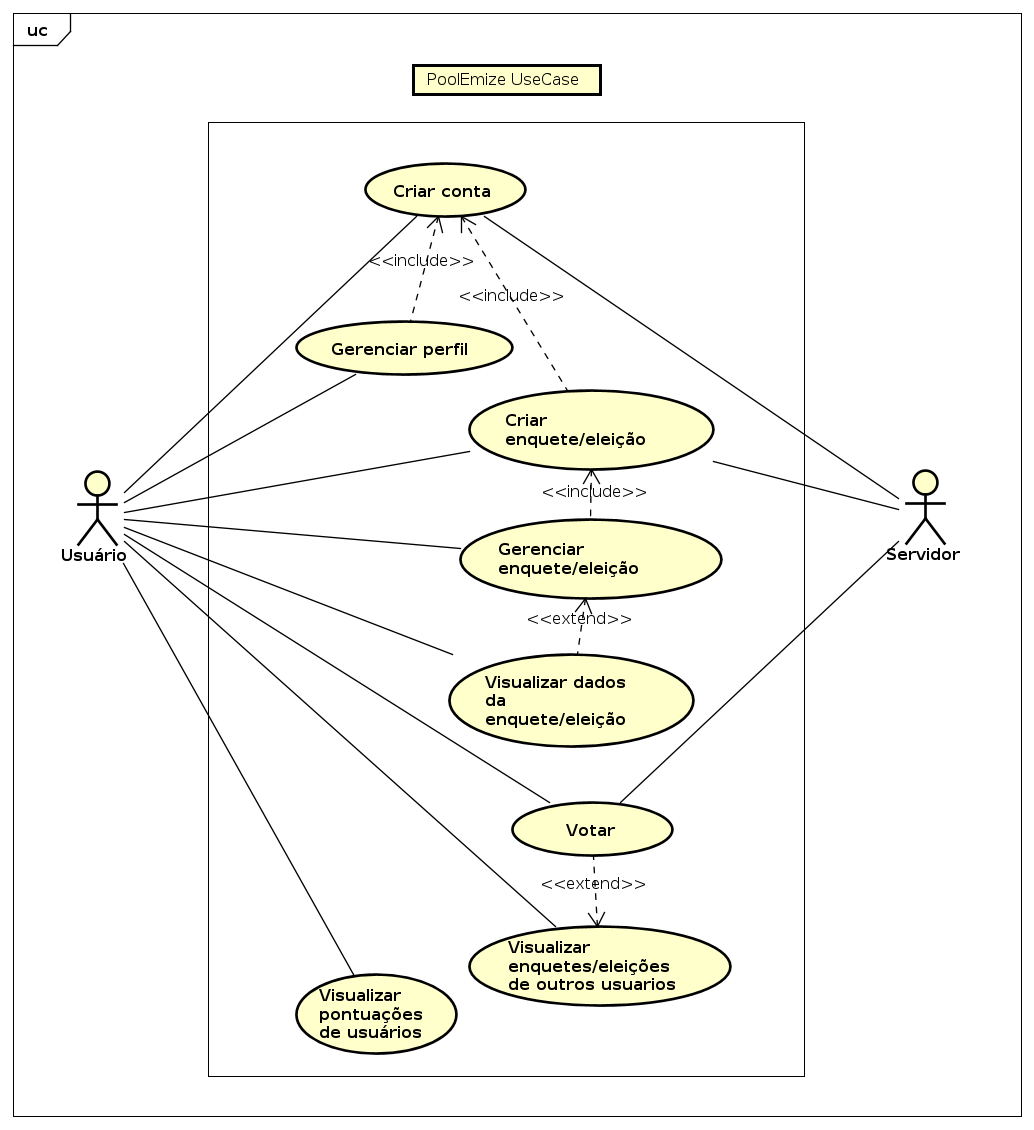 uc
PoolEmize UseCase
Criar conta
<<include>>
<<include>>
Gerenciar perfil
Criar
enquete/eleição
<<include>>
Usuário
Servidor
Gerenciar
enquete/eleição
<<extend>>
Visualizar dados
da
enquete/eleição
Votar
<<extend>>
Visualizar
enquetes/eleições
de outros usuarios
Visualizar
pontuações
de usuários